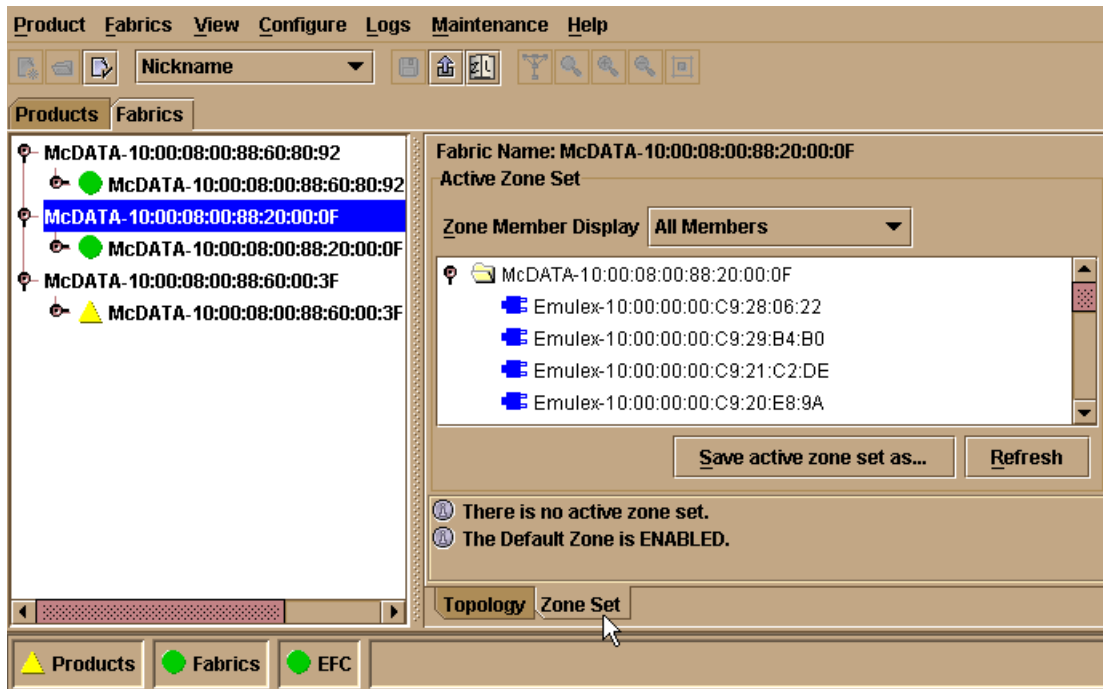 Product Fabrics View Configure Logs Maintenance Help
Nickname
Products Fabrics
McDATA-10:00:08:00:88:60:80:92
McDATA-10:00:08:00:88:60:80:92
McDATA-10:00:08:00:88:20:00:0F
McDATA-10:00:08:00:88:20:00:0F
McDATA-10:00:08:00:88:60:00:3F
McDATA-10:00:08:00:88:60:00:3F
Fabric Name: McDATA-10:00:08:00:88:20:00:0F
Active Zone Set
Zone Member Display All Members
McDATA-10:00:08:00:88:20:00:0F
Emulex-10:00:00:00:C9:28:06:22
Emulex-10:00:00:00:C9:29:B4:B0
Emulex-10:00:00:00:C9:21:C2:DE
Emulex-10:00:00:00:C9:20:E8:9A
Save active zone set as... Refresh
There is no active zone set.
The Default Zone is ENABLED.
Topology Zone Set
Products Fabrics EFC